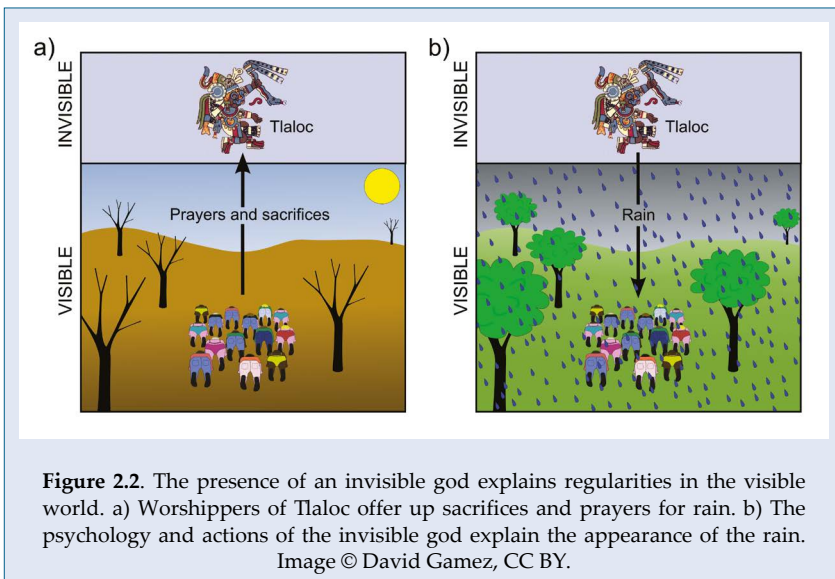 a)
INVISIBLE
Tlaloc
Prayers and sacrifices
VISIBLE
b)
INVISIBLE
Tlaloc
Rain
VISIBLE
Figure 2.2. The presence of an invisible god explains regularities in the visible
world. a) Worshippers of Tlaloc offer up sacrifices and prayers for rain. b) The
psychology and actions of the invisible god explain the appearance of the rain.
Image © David Gamez, CC BY.